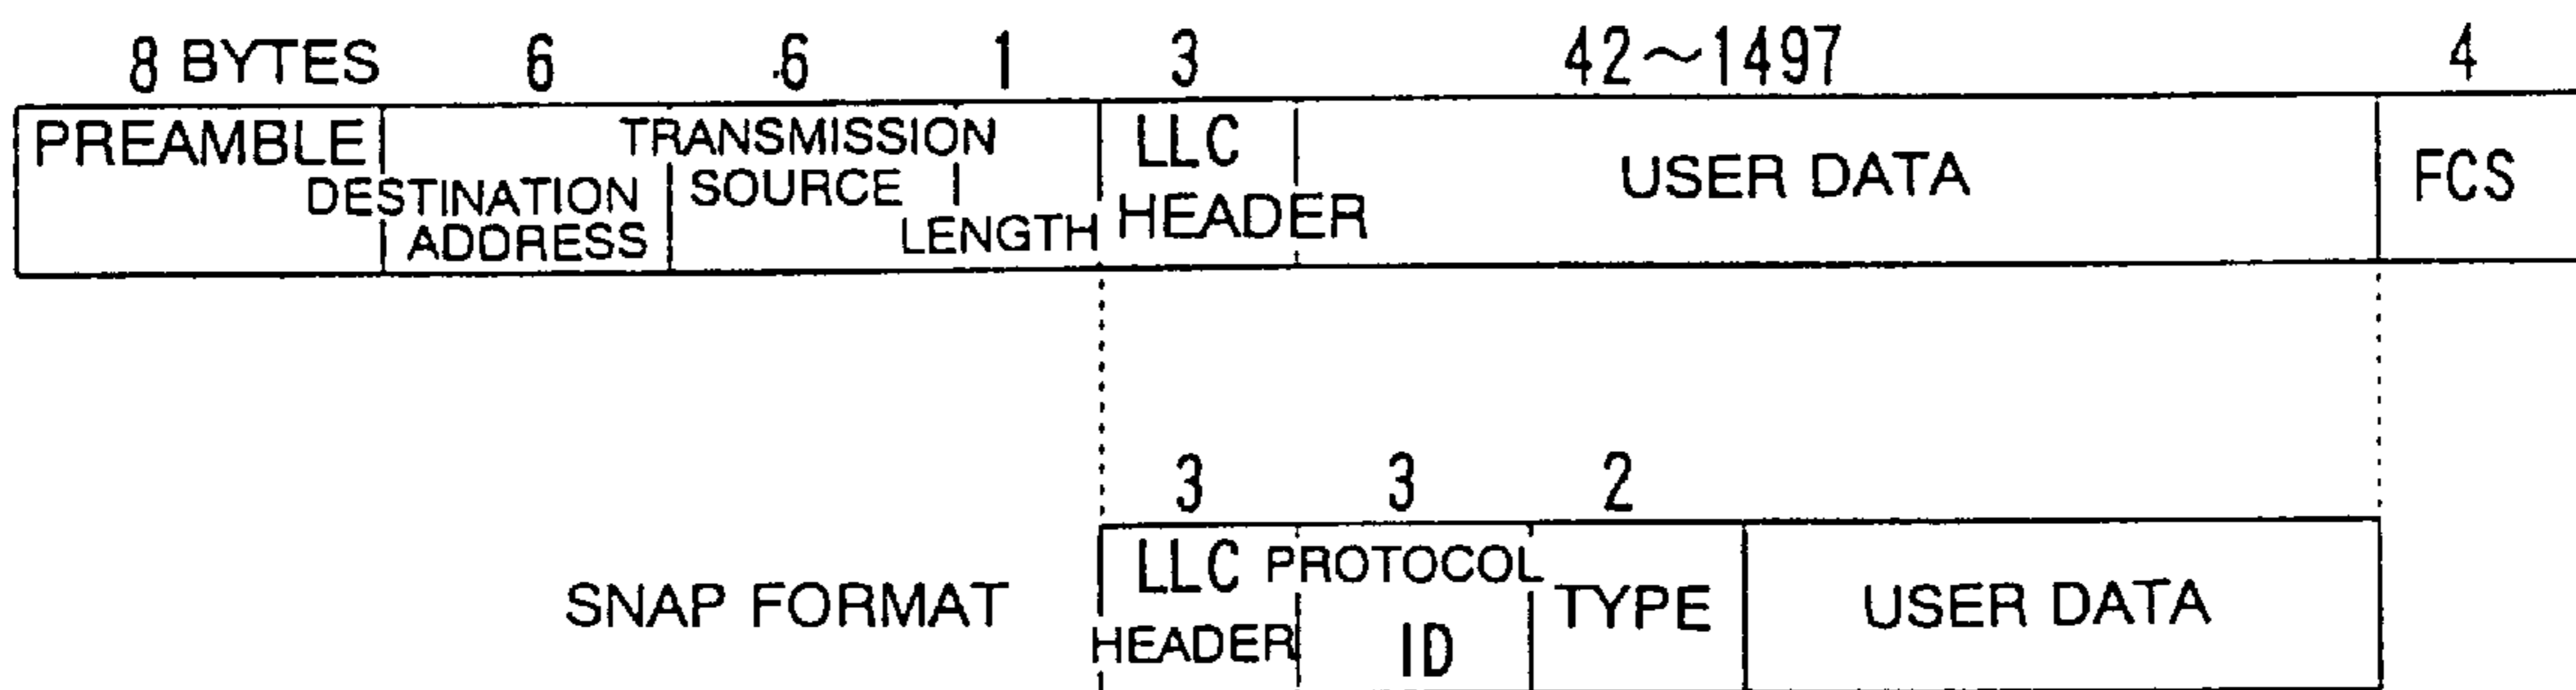 8 BYTES 6 6 1 3 42~1497 4
PREAMBLE
DESTINATION
ADDRESS
TRANSMISSION
SOURCE
LENGTH
LLC
HEADER
USER DATA
FCS
3 3 2
SNAP FORMAT
LLC
HEADER
PROTOCOL
ID
TYPE
USER DATA